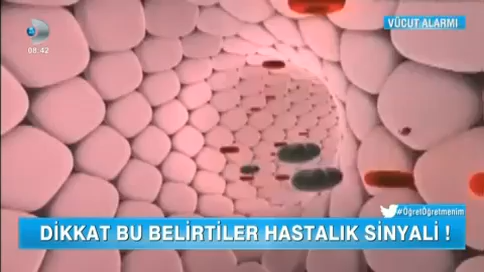 D
08:42
VÜCUT ALARMI
#ÖğretÖğretmenim
DİKKAT BU BELİRTİLER HASTALIK SİNYALİ !